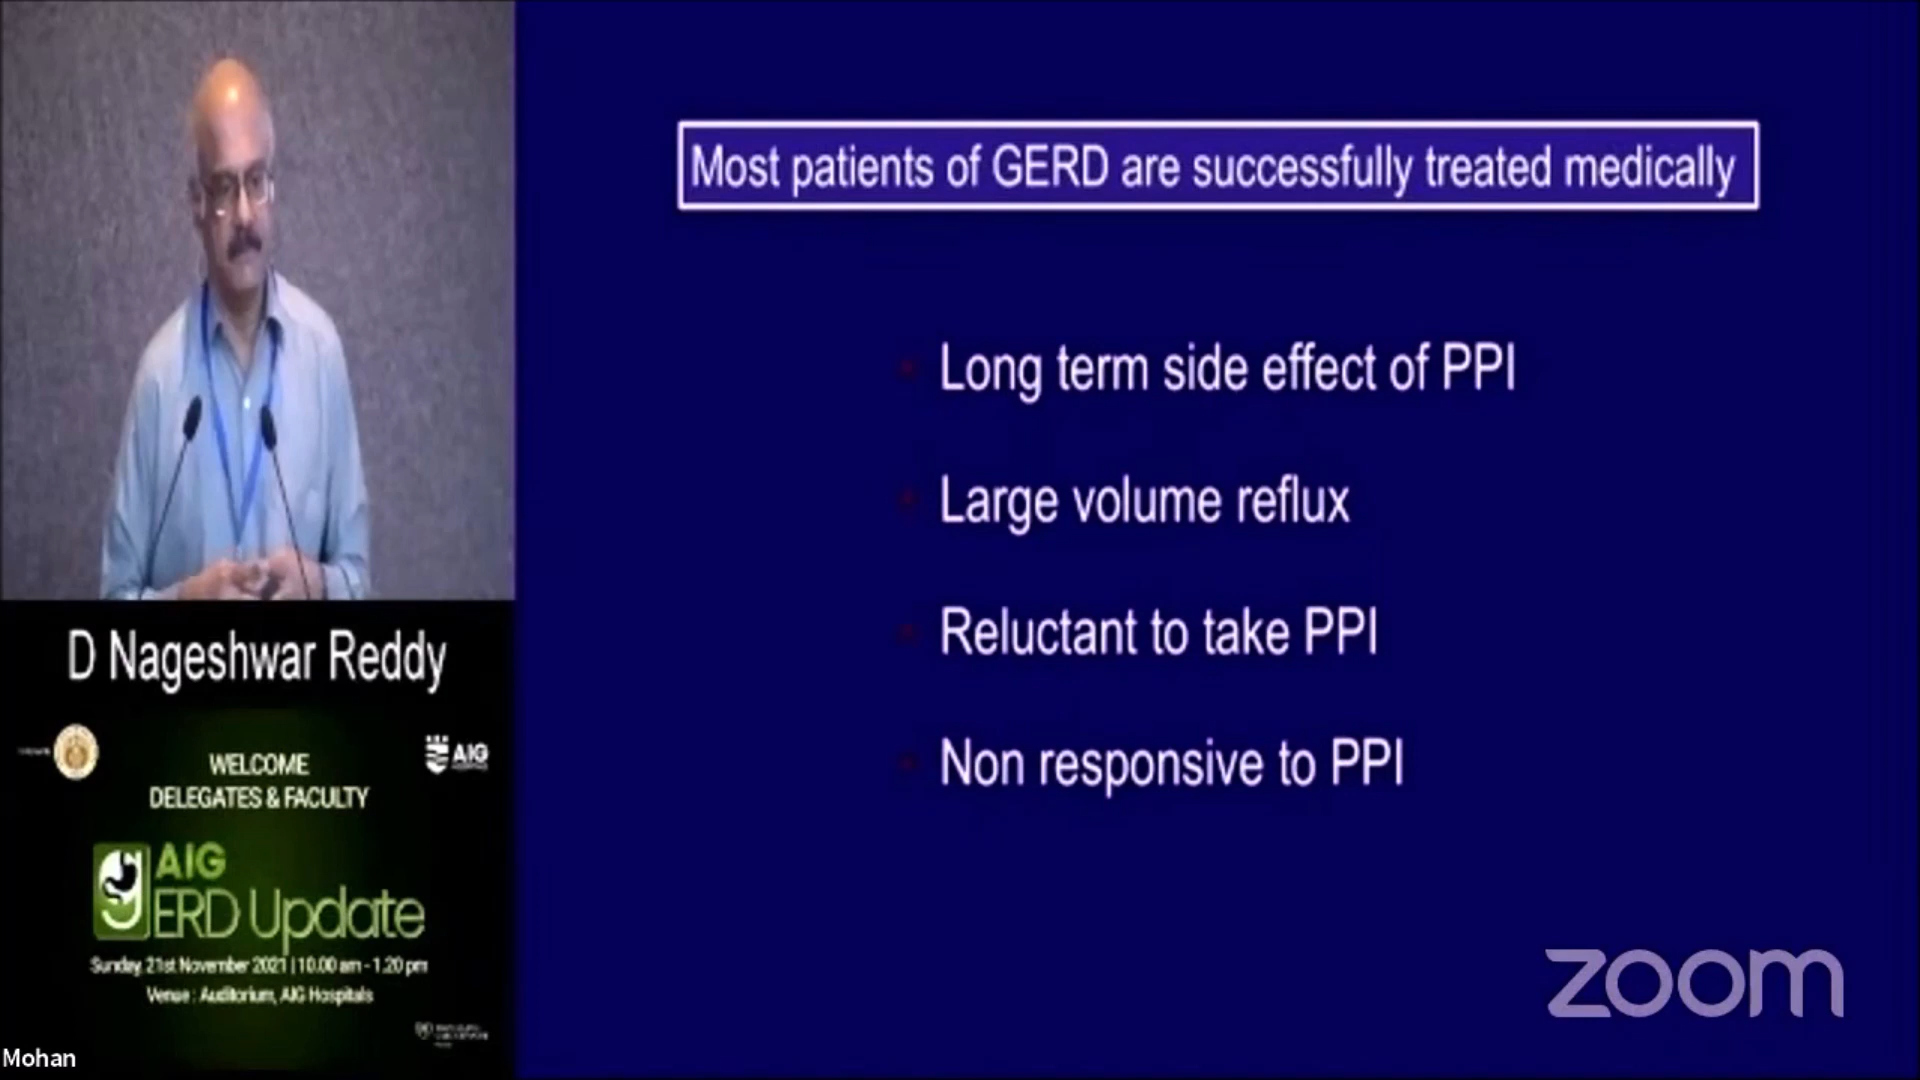 Most patients of GERD are successfully treated medically
Long term side effect of PPI
Large volume reflux
Reluctant to take PPI
Non responsive to PPI
D Nageshwar Reddy
WELCOME
DELEGATES & FACULTY
AIG
AIG
GERD Update
Sunday, 21st November 2021 | 10.00 am - 1.20 pm
Venue : Auditorium, AIG Hospitals
Mohan
zoom